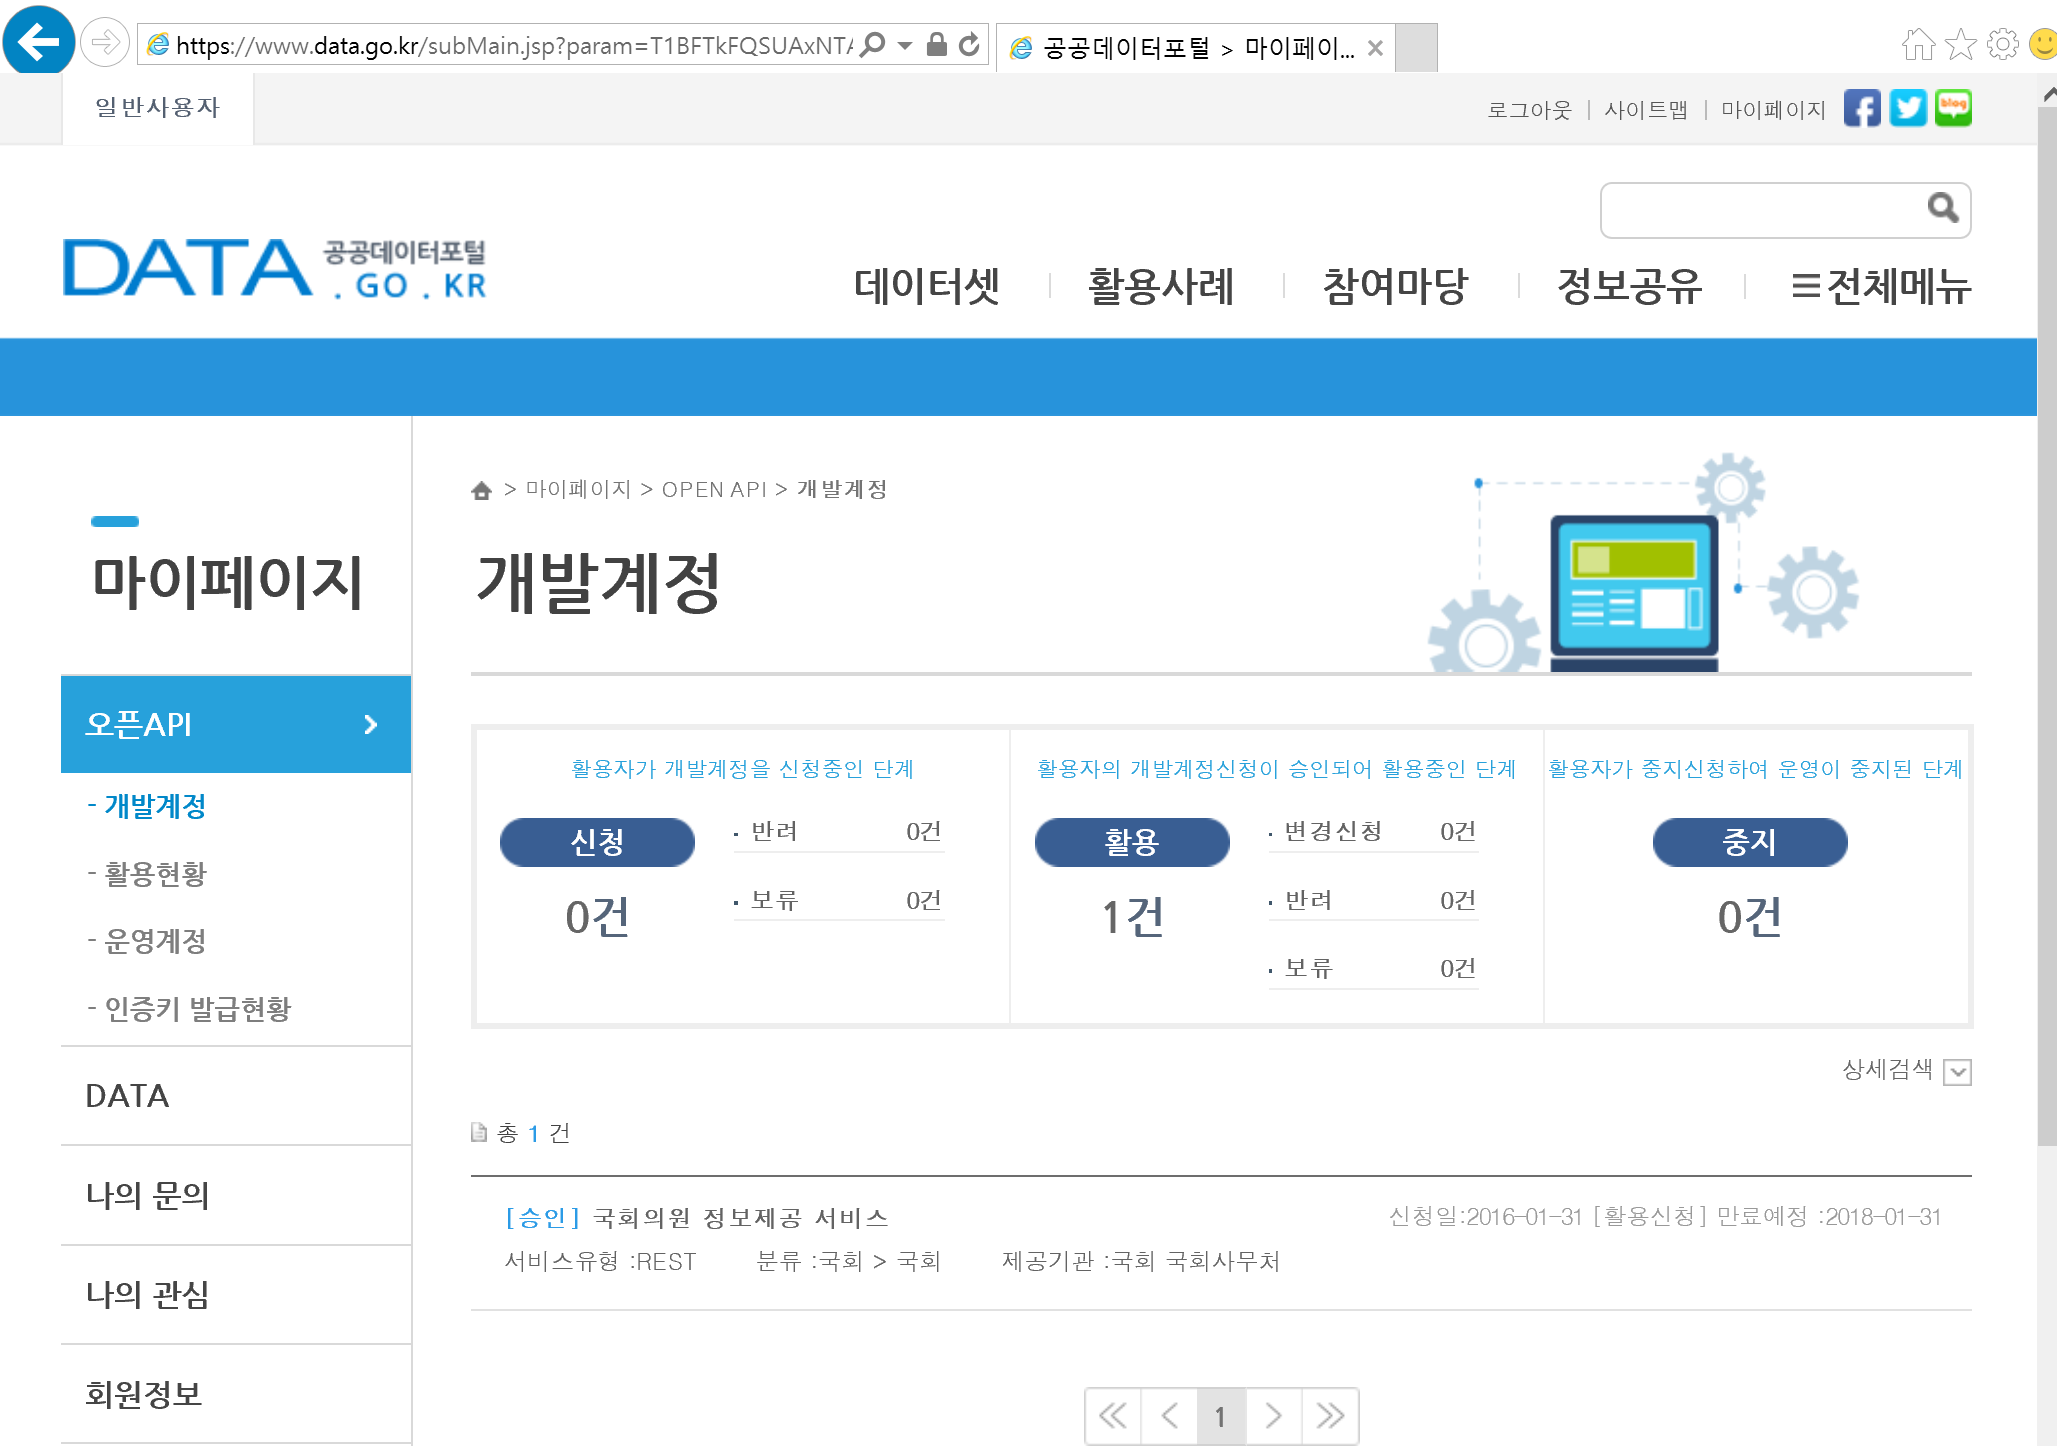 https://www.data.go.kr/subMain.jsp?param=T1BFTkFQSUAxNTA
공공데이터포털 > 마이페이...
일반사용자
로그아웃 | 사이트맵 | 마이페이지
blog
DATA 공공데이터포털
. GO . KR
데이터셋 활용사례 참여마당 정보공유 전체메뉴
> 마이페이지 > OPEN API > 개발계정
마이페이지
개발계정
오픈API
- 개발계정
- 활용현황
- 운영계정
- 인증키 발급현황
DATA
나의 문의
나의 관심
회원정보
활용자가 개발계정을 신청중인 단계
신청
0건
· 반려 0건
· 보류 0건
활용자의 개발계정신청이 승인되어 활용중인 단계
활용
1건
· 변경신청 0건
· 반려 0건
· 보류 0건
활용자가 중지신청하여 운영이 중지된 단계
중지
0건
상세검색
총 1 건
[승인] 국회의원 정보제공 서비스 신청일:2016-01-31 [활용신청] 만료예정 :2018-01-31
서비스유형 :REST 분류 :국회 > 국회 제공기관 :국회 국회사무처
1